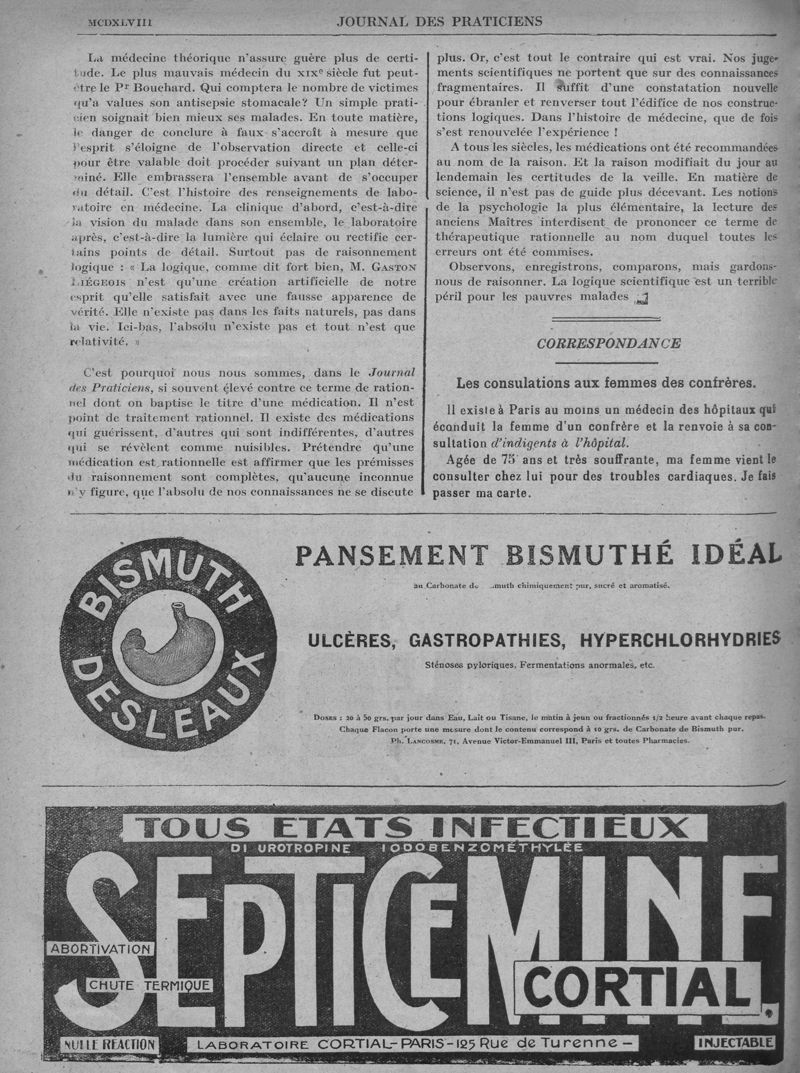 MCDXLVIII
JOURNAL DES PRATICIENS
La médecine théorique n'assure guère plus de certi-
tude. Le plus mauvais médecin du XIXe siècle fut peut-
être le Pr Bouchard. Qui comptera le nombre de victimes
qu'a values son antisepsie stomacale? Un simple prati-
cien soignait bien mieux ses malades. En toute matière,
le danger de conclure à faux s'accroît à mesure que
l'esprit s'éloigne de l'observation directe et celle-ci
pour être valable doit procéder suivant un plan déter-
miné. Elle embrassera l'ensemble avant de s'occuper
du détail. C'est l'histoire des renseignements de labo-
ratoire en médecine. La clinique d'abord, c'est-à-dire
la vision du malade dans son ensemble, le laboratoire
après, c'est-à-dire la lumière qui éclaire ou rectifie cer-
tains points de détail. Surtout pas de raisonnement
logique : « La logique, comme dit fort bien, M. GASTON
LIÉGEOIS n'est qu'une création artificielle de notre
esprit qu'elle satisfait avec une fausse apparence de
vérité. Elle n'existe pas dans les faits naturels, pas dans
la vie. Ici-bas, l'absolu n'existe pas et tout n'est que
relativité. »
C'est pourquoi nous nous sommes, dans le Journal
des Praticiens, si souvent élevé contre ce terme de ration-
nel dont on baptise le titre d'une médication. Il n'est
point de traitement rationnel. Il existe des médications
qui guérissent, d'autres qui sont indifférentes, d'autres
qui se révèlent comme nuisibles. Prétendre qu'une
médication est rationnelle est affirmer que les prémisses
du raisonnement sont complètes, qu'aucune inconnue
n'y figure, que l'absolu de nos connaissances ne se discute
plus. Or, c'est tout le contraire qui est vrai. Nos juge-
ments scientifiques ne portent que sur des connaissances
fragmentaires. Il suffit d'une constatation nouvelle
pour ébranler et renverser tout l'édifice de nos construc-
tions logiques. Dans l'histoire de médecine, que de fois
s'est renouvelée l'expérience !
A tous les siècles, les médications ont été recommandées
au nom de la raison. Et la raison modifiait du jour au
lendemain les certitudes de la veille. En matière de
science, il n'est pas de guide plus décevant. Les notions
de la psychologie la plus élémentaire, la lecture des
anciens Maîtres interdisent de prononcer ce terme de
thérapeutique rationnelle au nom duquel toutes les
erreurs ont été commises.
Observons, enregistrons, comparons, mais gardons-
nous de raisonner. La logique scientifique est un terrible
péril pour les pauvres malades
CORRESPONDANCE
Les consulations aux femmes des confrères.
Il existe à Paris au moins un médecin des hôpitaux qui
éconduit la femme d'un confrère et la renvoie à sa con-
sultation d'indigents à l'hôpital.
Agée de 75 ans et très souffrante, ma femme vient le
consulter chez lui pour des troubles cardiaques. Je fais
passer ma carte.
BISMUTH
DESLÉAUX
PANSEMENT BISMUTHÉ IDÉAL
au Carbonate de muth chimiquement pur, sucré et aromatisé.
ULCÈRES, GASTROPATHIES, HYPERCHLORHYDRIES
Sténoses pyloriques, Fermentations anormales, etc.
DOSES : 20 à 50 grs. par jour dans Eau, Lait ou Tisane, le matin à jeun ou fractionnés 1/2 heure avant chaque repas.
Chaque Flacon porte une mesure dont le contenu correspond à 10 grs. de Carbonate de Bismuth pur.
Ph. LANCOSME, 71, Avenue Victor-Emmanuel III, Paris et toutes Pharmacies.
TOUS ETATS INFECTIEUX
DI UROTROPINE IODOBENZOMÉTHYLÉE
SEPTICEMINE
ABORTIVATION
CHUTE TERMIQUE
CORTIAL
NULLE RÉACTION
LABORATOIRE CORTIAL-PARIS-125 Rue de Turenne-
INJECTABLE